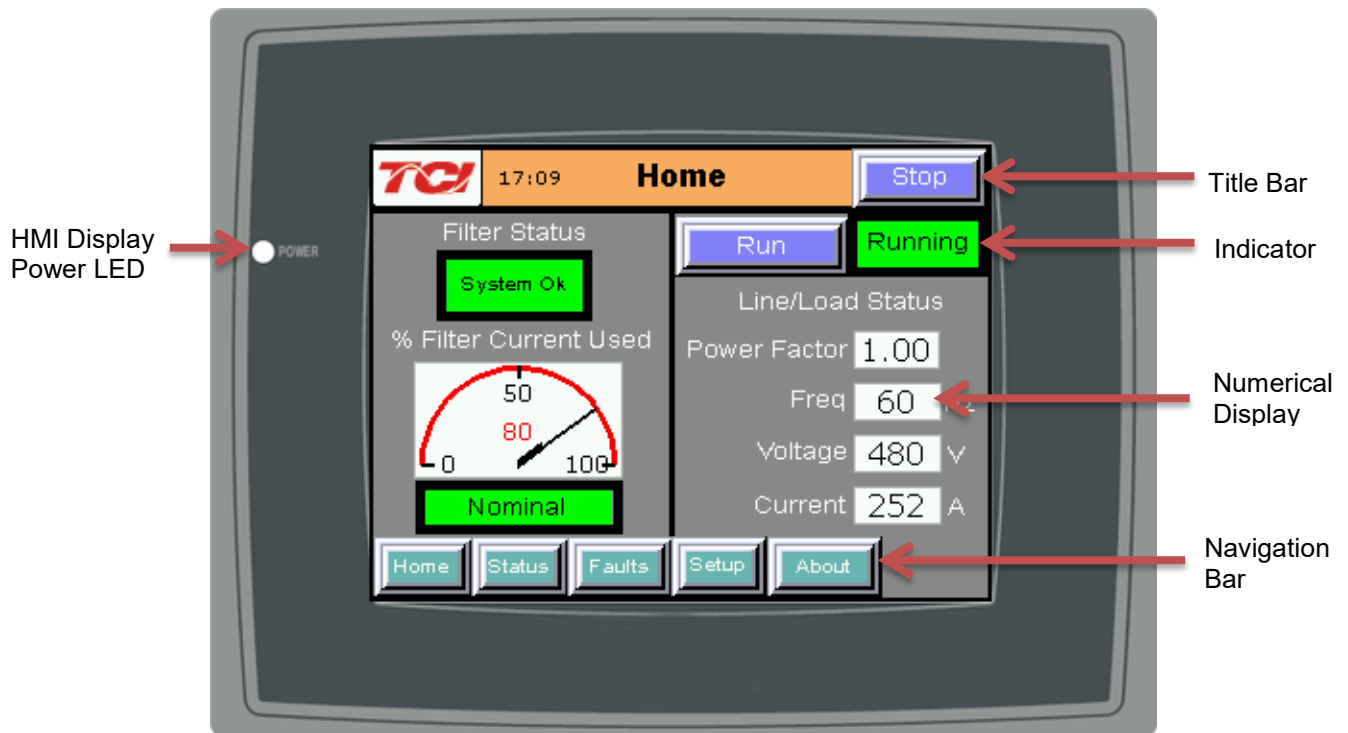 TCI 17:09 Home Stop
Title Bar
HMI Display
Power LED
POWER
Filter Status
System Ok
% Filter Current Used
50
80
0 100
Nominal
Run Running
Indicator
Line/Load Status
Power Factor 1.00
Freq 60
Numerical
Display
Voltage 480 V
Current 252 A
Home Status Faults Setup About
Navigation
Bar